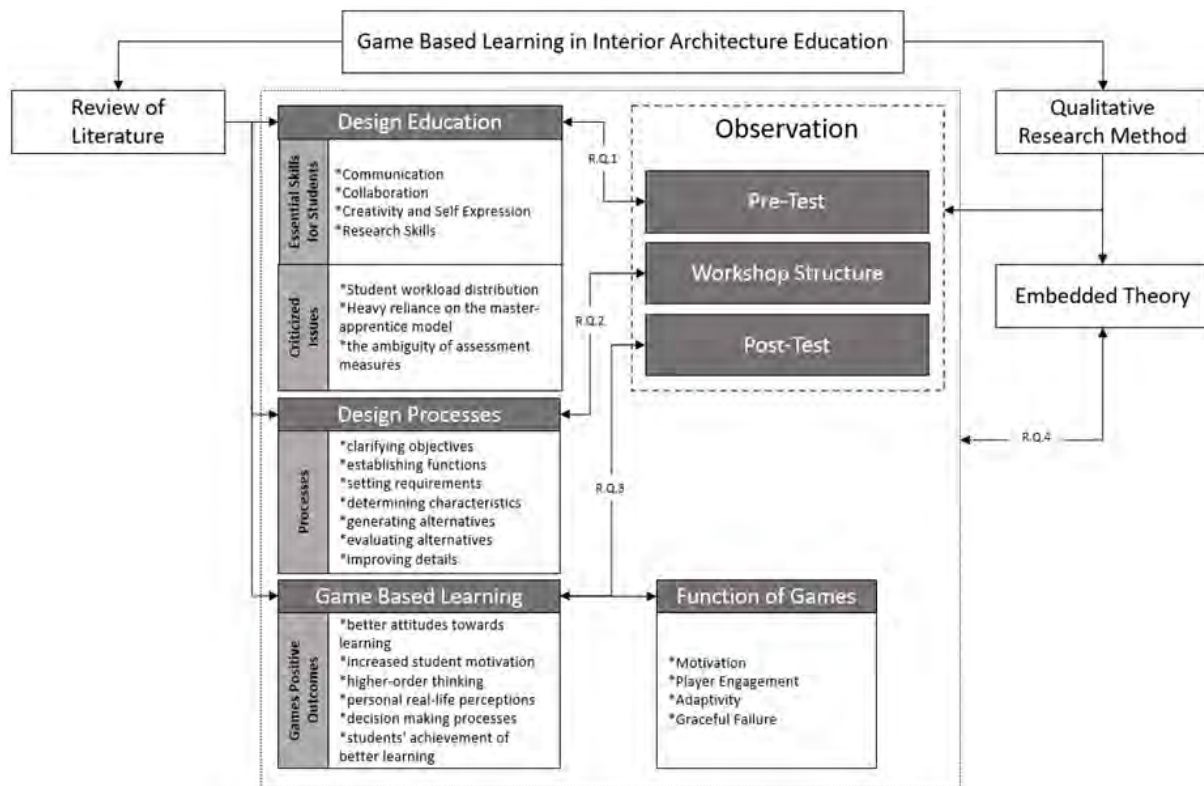 Game Based Learning in Interior Architecture Education
Review of
Literature
Qualitative
Research Method
Embedded Theory
Design Education
Essential Skills
for Students
*Communication
*Collaboration
*Creativity and Self Expression
*Research Skills
Criticized
Issues
*Student workload distribution
*Heavy reliance on the master-
apprentice model
*the ambiguity of assessment
measures
Design Processes
Processes
*clarifying objectives
*establishing functions
*setting requirements
*determining characteristics
*generating alternatives
*evaluating alternatives
*improving details
Game Based Learning
Games Positive
Outcomes
*better attitudes towards
learning
*increased student motivation
*higher-order thinking
*personal real-life perceptions
*decision making processes
*students' achievement of
better learning
R.Q.1
R.Q.2
R.Q.3
Observation
Pre-Test
Workshop Structure
Post-Test
Function of Games
*Motivation
*Player Engagement
*Adaptivity
*Graceful Failure
R.Q.4